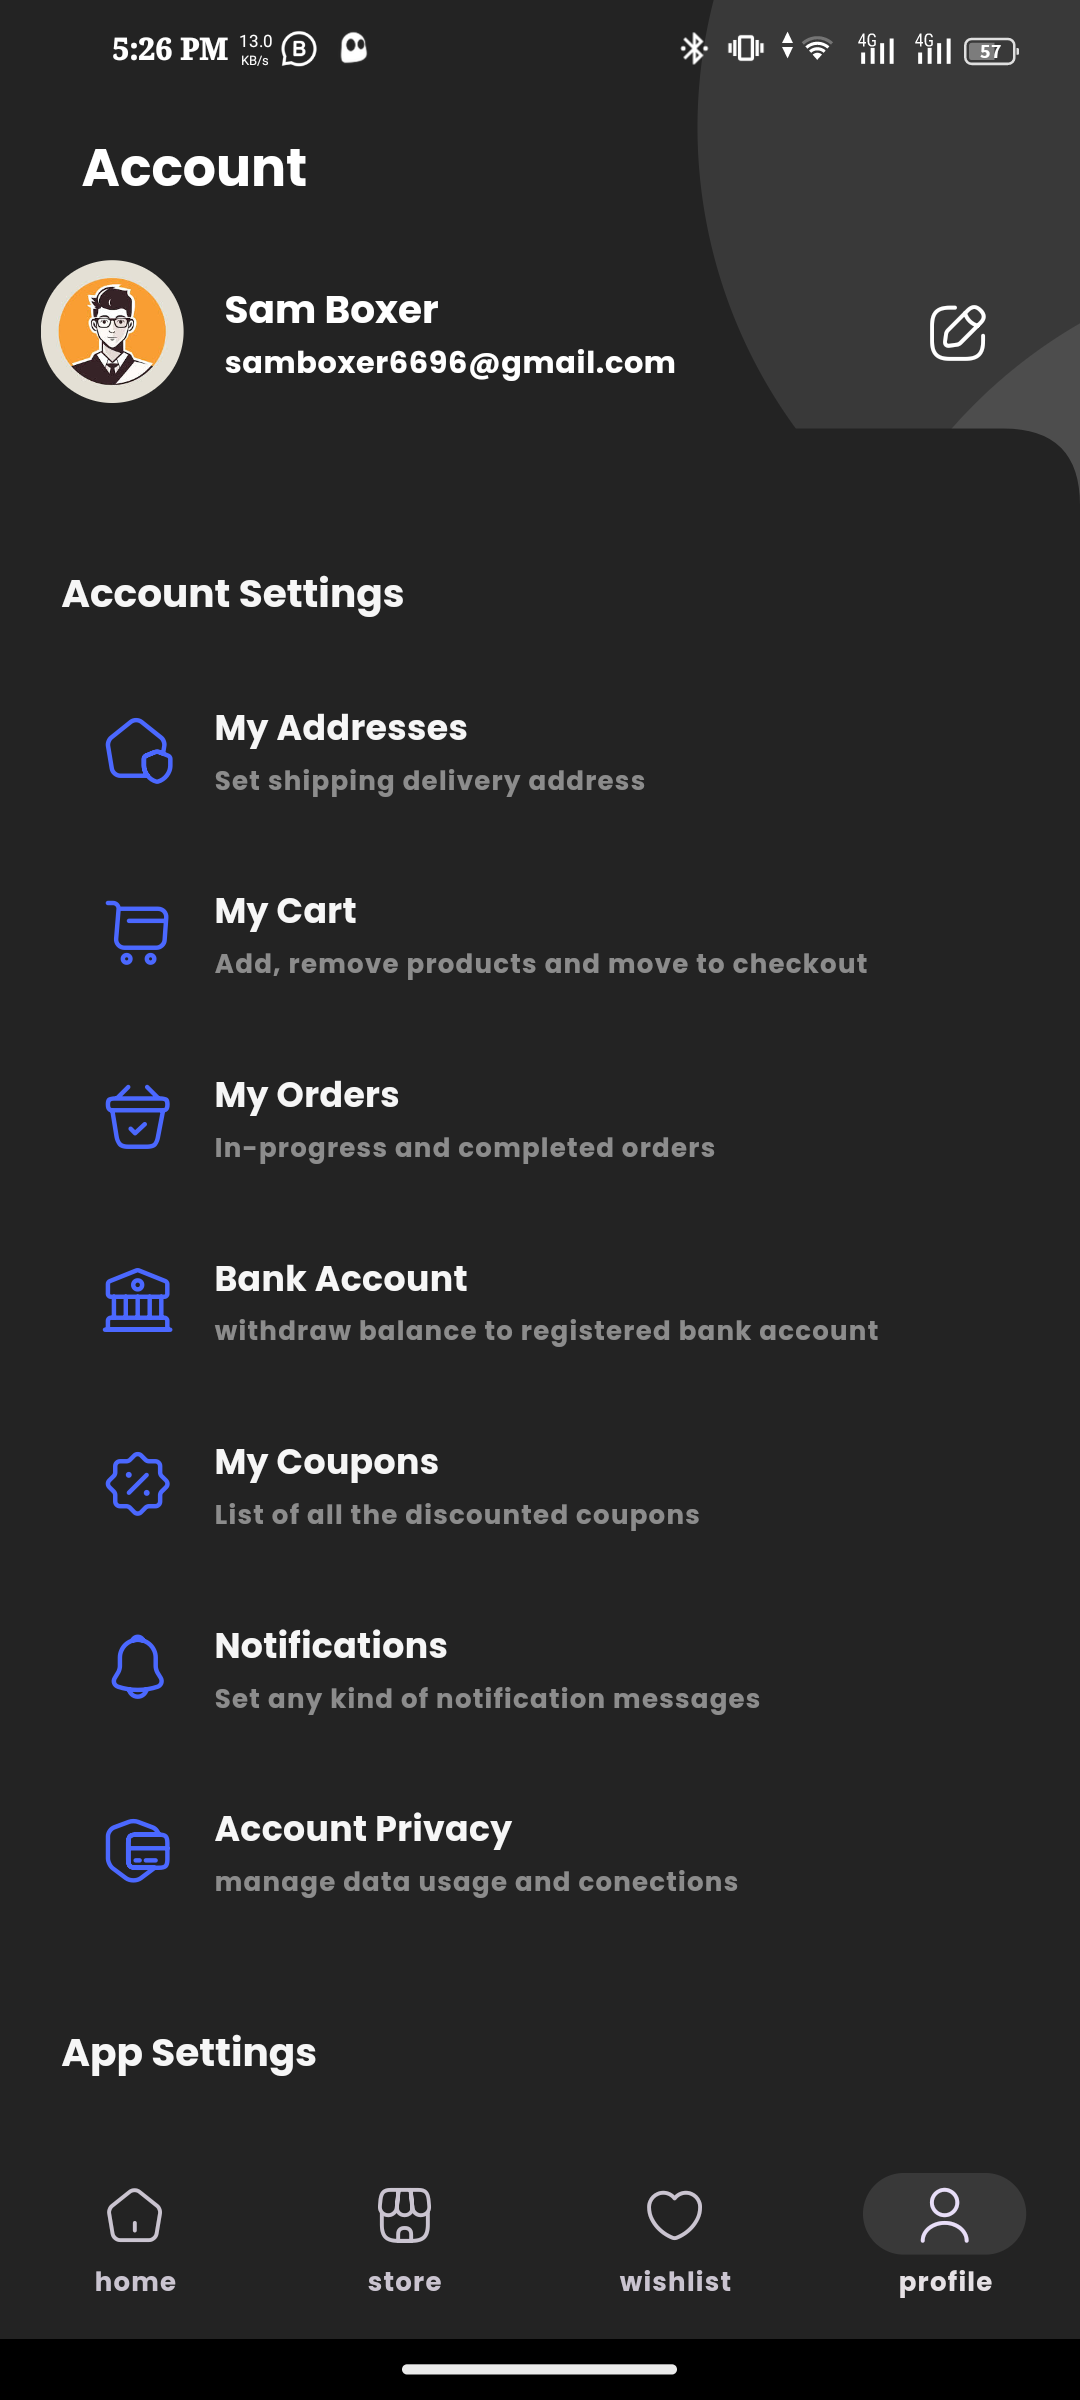 5:26 PM 13.0 KB/s B 4G 4G 57
Account
Sam Boxer
samboxer6696@gmail.com
Account Settings
My Addresses
Set shipping delivery address
My Cart
Add, remove products and move to checkout
My Orders
In-progress and completed orders
Bank Account
withdraw balance to registered bank account
My Coupons
List of all the discounted coupons
Notifications
Set any kind of notification messages
Account Privacy
manage data usage and conections
App Settings
home store wishlist profile